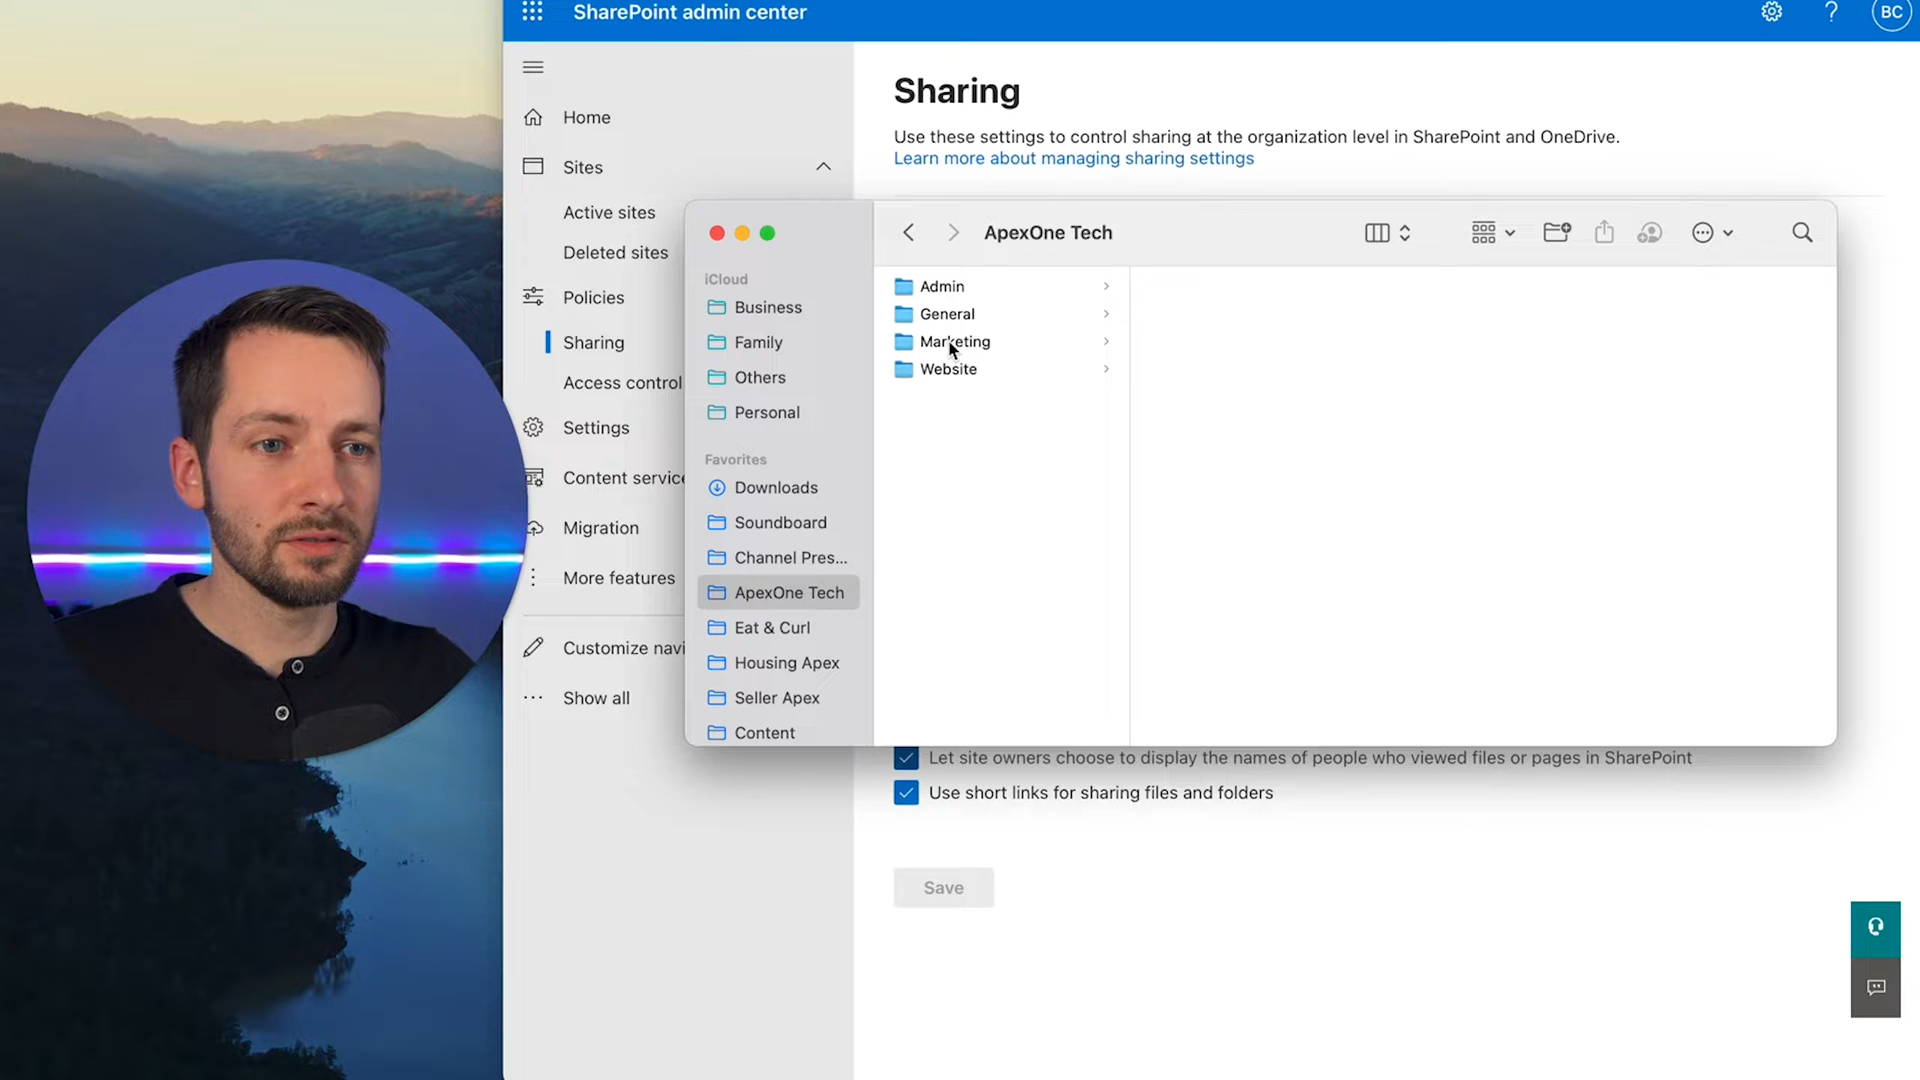 SharePoint admin center
BC
Home
Sites
Active sites
Deleted sites
Policies
Sharing
Access control
Settings
Content service
Migration
More features
Customize navi
Show all
Sharing
Use these settings to control sharing at the organization level in SharePoint and OneDrive.
Learn more about managing sharing settings
ApexOne Tech
iCloud
Business
Family
Others
Personal
Favorites
Downloads
Soundboard
Channel Pres...
ApexOne Tech
Eat & Curl
Housing Apex
Seller Apex
Content
Admin
General
Marketing
Website
Let site owners choose to display the names of people who viewed files or pages in SharePoint
Use short links for sharing files and folders
Save